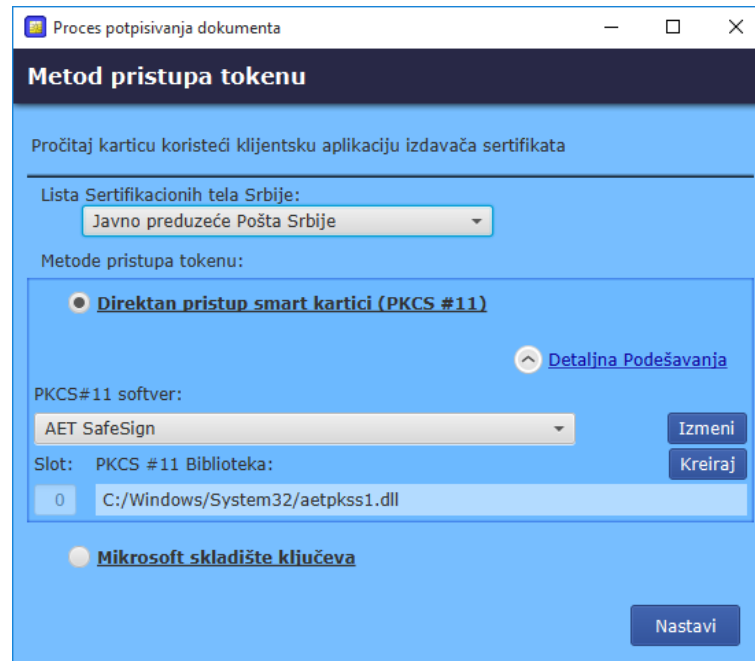 Proces potpisivanja dokumenta
Metod pristupa tokenu
Pročitaj karticu koristeći klijentsku aplikaciju izdavača sertifikata
Lista Sertifikacionih tela Srbije:
Javno preduzeće Pošta Srbije
Metode pristupa tokenu:
Direktan pristup smart kartici (PKCS #11)
Detaljna Podešavanja
PKCS#11 softver:
AET SafeSign
Izmeni
Slot: PKCS #11 Biblioteka:
Kreiraj
0 C:/Windows/System32/aetpkss1.dll
Mikrosoft skladište ključeva
Nastavi